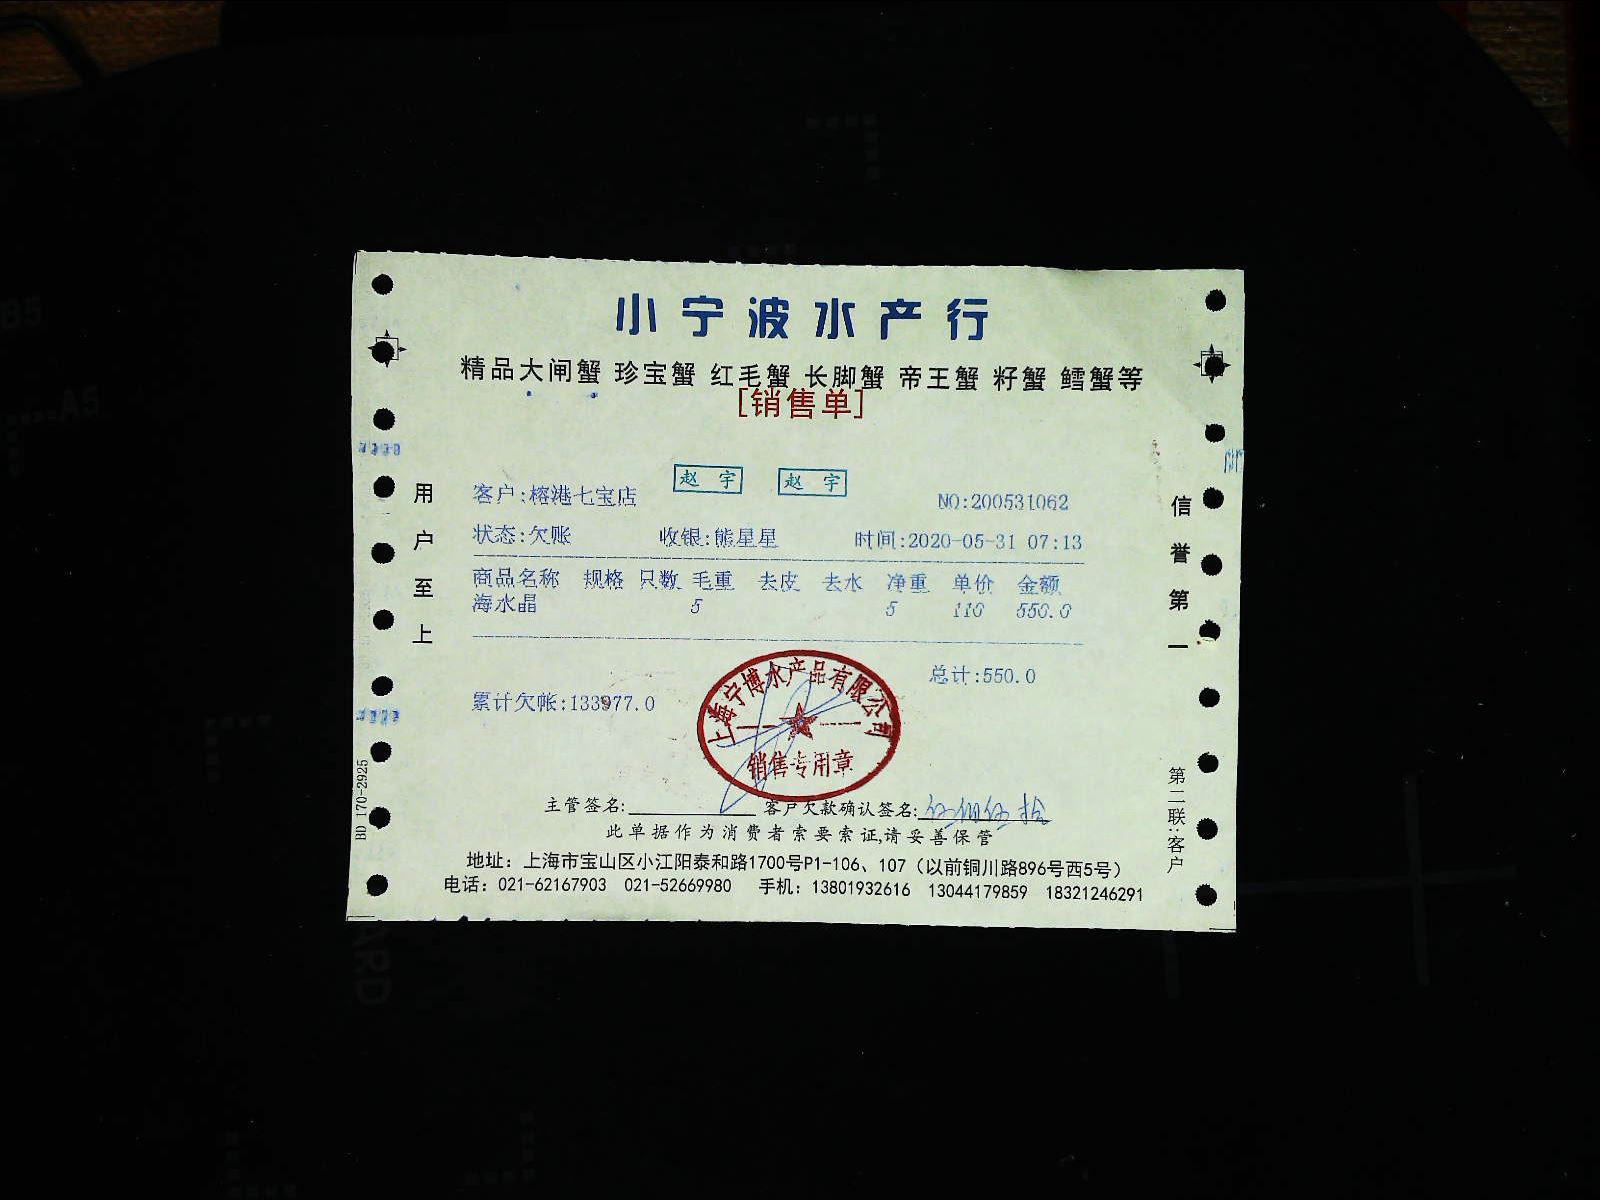 小宁波水产行
精品大闸蟹 珍宝蟹 红毛蟹 长脚蟹 帝王蟹 籽蟹 鳕蟹等
[销售单]
赵宇 赵宇
客户:榕港七宝店 NO:200531062
状态:欠账 收银:熊星星 时间:2020-05-31 07:13
商品名称 规格 只数 毛重 去皮 去水 净重 单价 金额
海水晶 5 5 110 550.0
总计:550.0
累计欠帐:133977.0
上海宁博水产品有限公司
销售专用章
主管签名: 客户欠款确认签名:伍佰伍拾
此单据作为消费者索要索证,请妥善保管
地址：上海市宝山区小江阳泰和路1700号P1-106、107（以前铜川路896号西5号）
电话：021-62167903 021-52669980 手机：13801932616 13044179859 18321246291
用户至上
信誉第一
第二联:客户
BD 170-2925
B5
A5